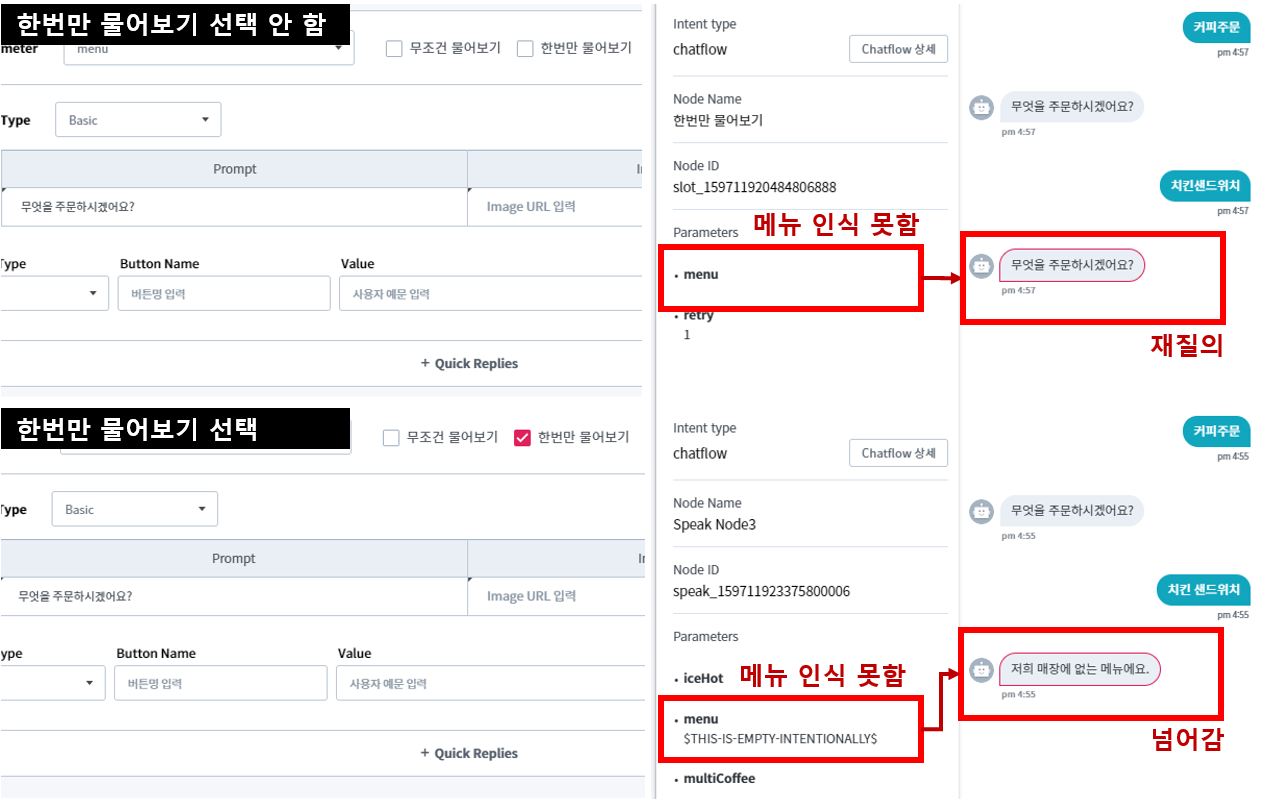 한번만 물어보기 선택 안 함
meter
menu
무조건 물어보기
한번만 물어보기
Type
Basic
Prompt
무엇을 주문하시겠어요?
Image URL 입력
Type
Button Name
Value
버튼명 입력
사용자 예문 입력
+ Quick Replies
Intent type
chatflow
Chatflow 상세
Node Name
한번만 물어보기
Node ID
slot_159711920484806888
Parameters
메뉴 인식 못함
• menu
• retry
1
커피주문
pm 4:57
무엇을 주문하시겠어요?
pm 4:57
치킨샌드위치
pm 4:57
무엇을 주문하시겠어요?
pm 4:57
재질의
한번만 물어보기 선택
무조건 물어보기
한번만 물어보기
Type
Basic
Prompt
무엇을 주문하시겠어요?
Image URL 입력
ype
Button Name
Value
버튼명 입력
사용자 예문 입력
+ Quick Replies
Intent type
chatflow
Chatflow 상세
Node Name
Speak Node3
Node ID
speak_159711923375800006
Parameters
• iceHot
메뉴 인식 못함
• menu
$THIS-IS-EMPTY-INTENTIONALLY$
• multiCoffee
커피주문
pm 4:55
무엇을 주문하시겠어요?
pm 4:55
치킨 샌드위치
pm 4:55
저희 매장에 없는 메뉴에요.
pm 4:55
넘어감